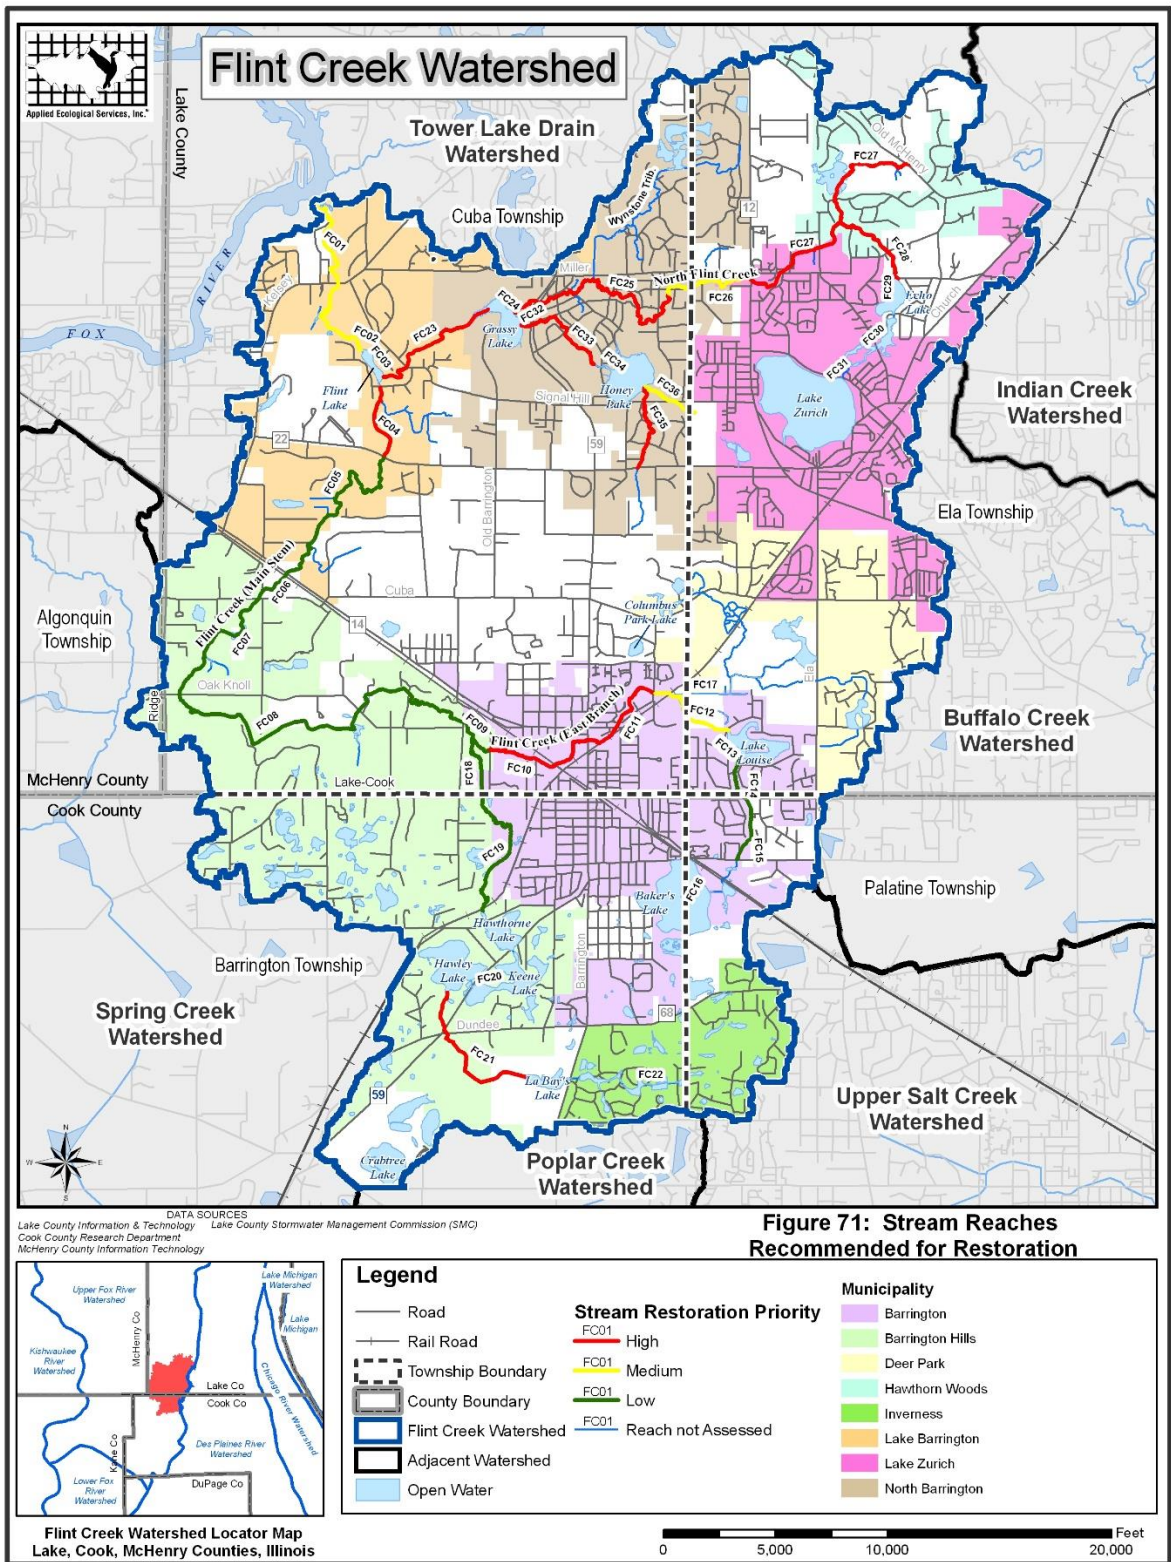 Applied Ecological Services, Inc.
Flint Creek Watershed
Lake County
Tower Lake Drain
Watershed
Cuba Township
Wynstone Trib.
Old McHenry
FC27
12
FC01
Kelsey
Miller
FC25
North Flint Creek
FC26
FC27
FC28
FC29
Echo
Lake
Church
RIVER
FOX
FC02
FC03
FC23
FC24
FC32
Grassy
Lake
FC33
FC34
FC30
FC31
Flint
Lake
FC04
Signal Hill
Honey
Lake
FC36
FC35
Lake
Zurich
Indian Creek
Watershed
22
59
FC05
Old Barrington
Ela Township
Flint Creek (Main Stem)
FC06
FC07
Cuba
14
Columbus
Park Lake
Algonquin
Township
Oak Knoll
Ridge
FC08
FC09
Flint Creek (East Branch)
FC11
FC10
FC17
FC12
FC13
Ela
Lake
Louise
Buffalo Creek
Watershed
McHenry County
Cook County
Lake-Cook
FC18
FC14
FC15
FC19
FC16
Baker's
Lake
Palatine Township
Hawthorne
Lake
Barrington Township
Hawley
Lake
FC20
Keene
Lake
Barrington
Spring Creek
Watershed
Dundee
68
FC21
FC22
La Bay's
Lake
59
Upper Salt Creek
Watershed
Crabtree
Lake
Poplar Creek
Watershed
N
W
E
S
DATA SOURCES
Lake County Information & Technology Lake County Stormwater Management Commission (SMC)
Cook County Research Department
McHenry County Information Technology
Figure 71: Stream Reaches
Recommended for Restoration
Upper Fox River
Watershed
McHenry Co
Lake Michigan
Watershed
Lake
Michigan
Kishwaukee
River
Watershed
Lake Co
Cook Co
Chicago River Watershed
Des Plaines River
Watershed
Kane Co
Lower Fox
River
Watershed
DuPage Co
Flint Creek Watershed Locator Map
Lake, Cook, McHenry Counties, Illinois
Legend
Road
Rail Road
Township Boundary
County Boundary
Flint Creek Watershed
Adjacent Watershed
Open Water
Stream Restoration Priority
FC01 High
FC01 Medium
FC01 Low
FC01 Reach not Assessed
Municipality
Barrington
Barrington Hills
Deer Park
Hawthorn Woods
Inverness
Lake Barrington
Lake Zurich
North Barrington
Feet
0 5,000 10,000 20,000